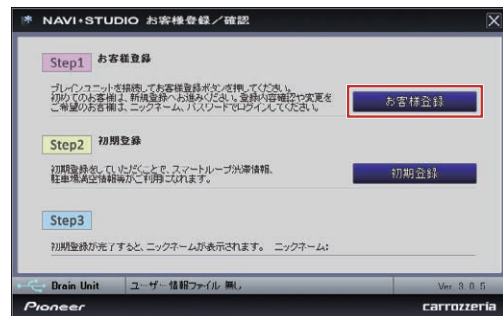 NAVI•STUDIO お客様登録／確認
Step1 お客様登録
ブレインユニットを接続してお客様登録ボタンを押してください。
初めてのお客様は、新規登録へお進みください。登録内容確認や変更を
ご希望のお客様は、ニックネーム、パスワードでログインしてください。
お客様登録
Step2 初期登録
初期登録をしていただくことで、スマートループ渋滞情報、
駐車場満空情報等がご利用になれます。
初期登録
Step3
初期登録が完了すると、ニックネームが表示されます。 ニックネーム:
Brain Unit ユーザー情報ファイル 無し Ver 3.0.5
Pioneer carrozzeria